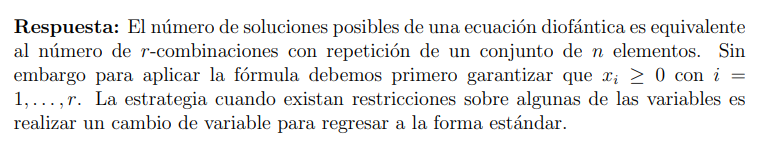 Respuesta: El número de soluciones posibles de una ecuación diofántica es equivalente
al número de r-combinaciones con repetición de un conjunto de n elementos. Sin
embargo para aplicar la fórmula debemos primero garantizar que xᵢ ≥ 0 con i =
1, . . . , r. La estrategia cuando existan restricciones sobre algunas de las variables es
realizar un cambio de variable para regresar a la forma estándar.